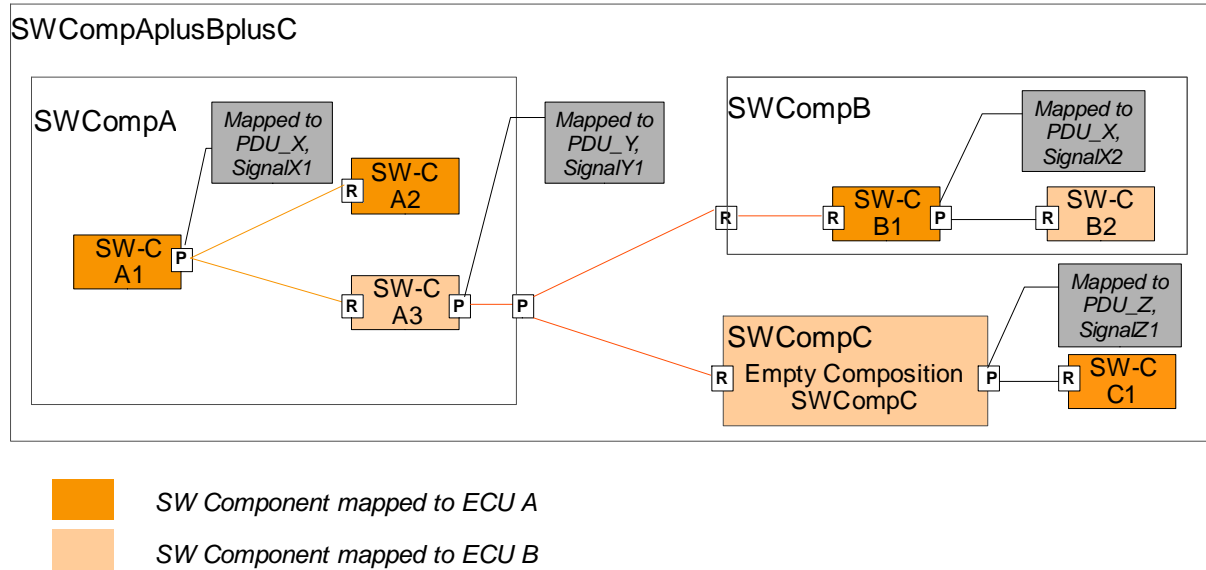 SWCompAplusBplusC
SWCompA
Mapped to
PDU_X,
SignalX1
Mapped to
PDU_Y,
SignalY1
SWCompB
Mapped to
PDU_X,
SignalX2
R
SW-C
A2
R
R
SW-C
B1
P
R
SW-C
B2
SW-C
A1
P
R
SW-C
A3
P
P
Mapped to
PDU_Z,
SignalZ1
R
SWCompC
Empty Composition
SWCompC
P
R
SW-C
C1
SW Component mapped to ECU A
SW Component mapped to ECU B